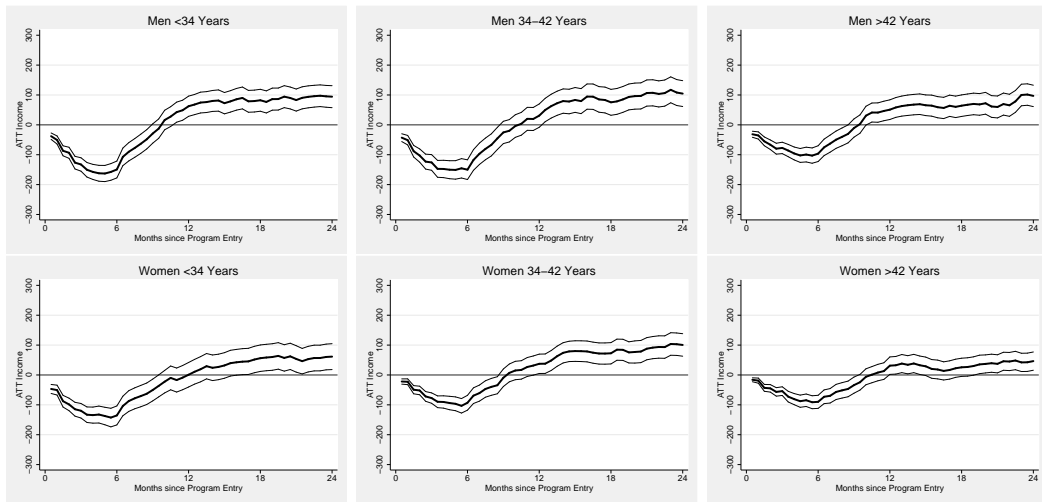 Men <34 Years
300
200
100
0
−100
−200
−300
ATT Income
0 6 12 18 24
Months since Program Entry
Men 34–42 Years
300
200
100
0
−100
−200
−300
ATT Income
0 6 12 18 24
Months since Program Entry
Men >42 Years
300
200
100
0
−100
−200
−300
ATT Income
0 6 12 18 24
Months since Program Entry
Women <34 Years
300
200
100
0
−100
−200
−300
ATT Income
0 6 12 18 24
Months since Program Entry
Women 34–42 Years
300
200
100
0
−100
−200
−300
ATT Income
0 6 12 18 24
Months since Program Entry
Women >42 Years
300
200
100
0
−100
−200
−300
ATT Income
0 6 12 18 24
Months since Program Entry